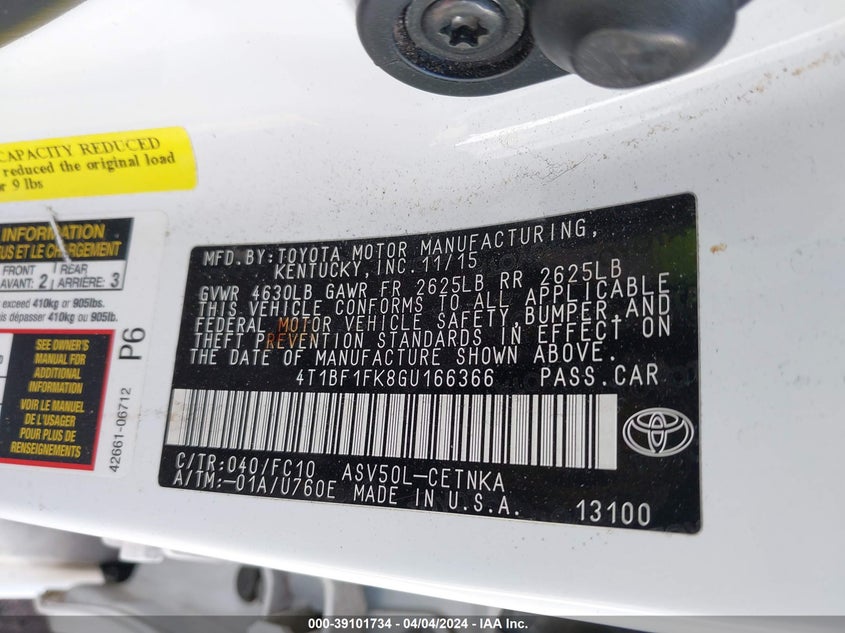 CAPACITY REDUCED
reduced the original load
r 9 lbs
INFORMATION
US ET LE CHARGEMENT
FRONT
AVANT: 2
REAR
ARRIÈRE: 3
exceed 410kg or 905lbs.
is dépasser 410kg ou 905lb.
SEE OWNER'S
MANUAL FOR
ADDITIONAL
INFORMATION
VOIR LE MANUEL
DE L'USAGER
POUR PLUS DE
RENSEIGNEMENTS
P6
42661-06712
MFD. BY: TOYOTA MOTOR MANUFACTURING,
KENTUCKY, INC. 11/15
GVWR 4630LB GAWR FR 2625LB RR 2625LB
THIS VEHICLE CONFORMS TO ALL APPLICABLE
FEDERAL MOTOR VEHICLE SAFETY, BUMPER, AND
THEFT PREVENTION STANDARDS IN EFFECT ON
THE DATE OF MANUFACTURE SHOWN ABOVE.
4T1BF1FK8GU166366 PASS. CAR
C/TR: 040/FC10 ASV50L-CETNKA
A/TM: -01A/U760E MADE IN U.S.A.
13100
Stock: 000-39101734 | 04/04/2024 | IAA Inc.